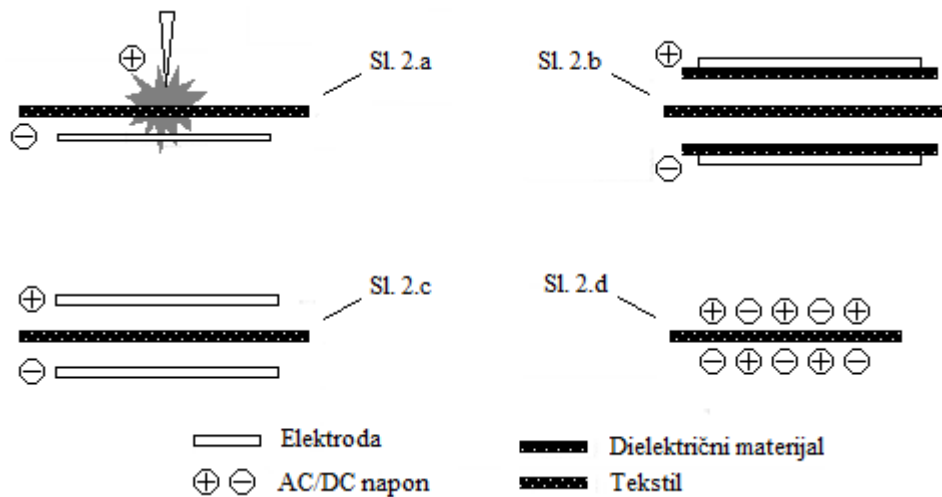 Sl. 2.a
Sl. 2.b
Sl. 2.c
Sl. 2.d
Elektroda
Dielektrični materijal
AC/DC napon
Tekstil